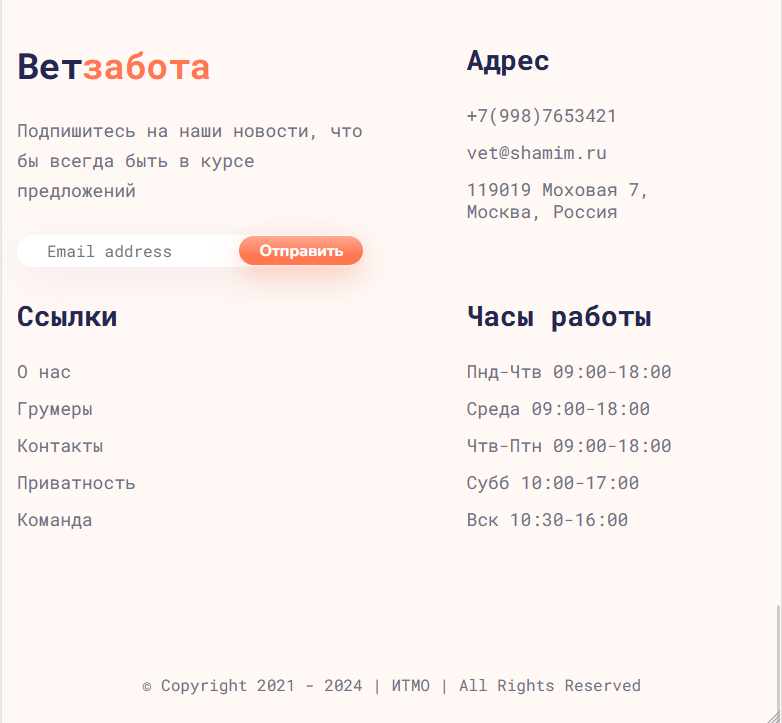 Ветзабота
Подпишитесь на наши новости, что
бы всегда быть в курсе
предложений
Email address
Отправить
Адрес
+7(998)7653421
vet@shamim.ru
119019 Моховая 7,
Москва, Россия
Ссылки
О нас
Грумеры
Контакты
Приватность
Команда
Часы работы
Пнд-Чтв 09:00-18:00
Среда 09:00-18:00
Чтв-Птн 09:00-18:00
Субб 10:00-17:00
Вск 10:30-16:00
© Copyright 2021 - 2024 | ИТМО | All Rights Reserved